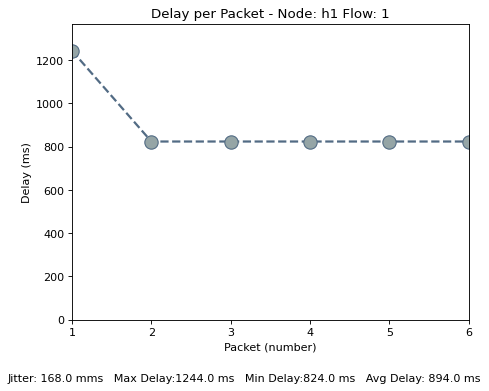 Delay per Packet - Node: h1 Flow: 1
1200
1000
800
600
400
200
0
Delay (ms)
1 2 3 4 5 6
Packet (number)
Jitter: 168.0 mms Max Delay:1244.0 ms Min Delay:824.0 ms Avg Delay: 894.0 ms